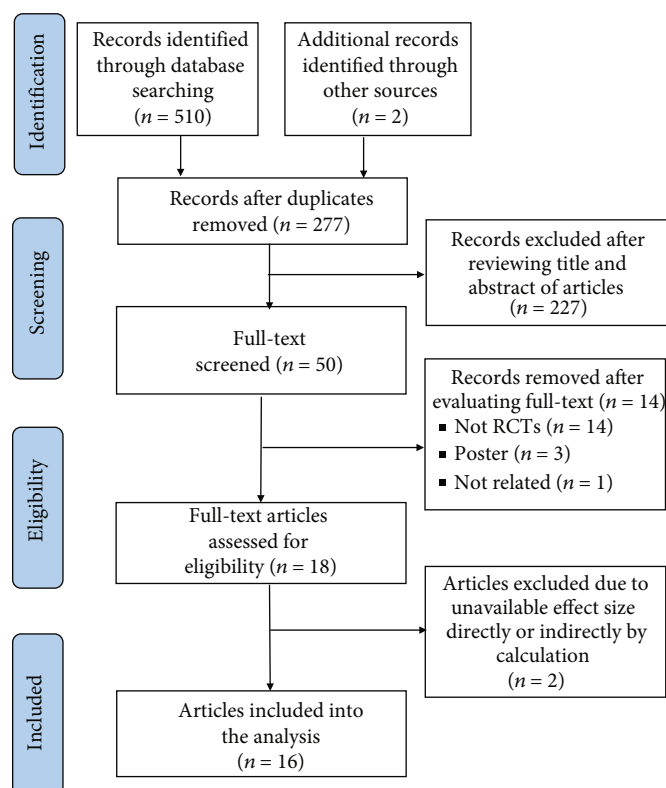 Identification
Records identified
through database
searching
(n = 510)
Additional records
identified through
other sources
(n = 2)
Records after duplicates
removed (n = 277)
Screening
Records excluded after
reviewing title and
abstract of articles
(n = 227)
Full-text
screened (n = 50)
Records removed after
evaluating full-text (n = 14)
▪ Not RCTs (n = 14)
▪ Poster (n = 3)
▪ Not related (n = 1)
Eligibility
Full-text articles
assessed for
eligibility (n = 18)
Articles excluded due to
unavailable effect size
directly or indirectly by
calculation
(n = 2)
Included
Articles included into
the analysis
(n = 16)